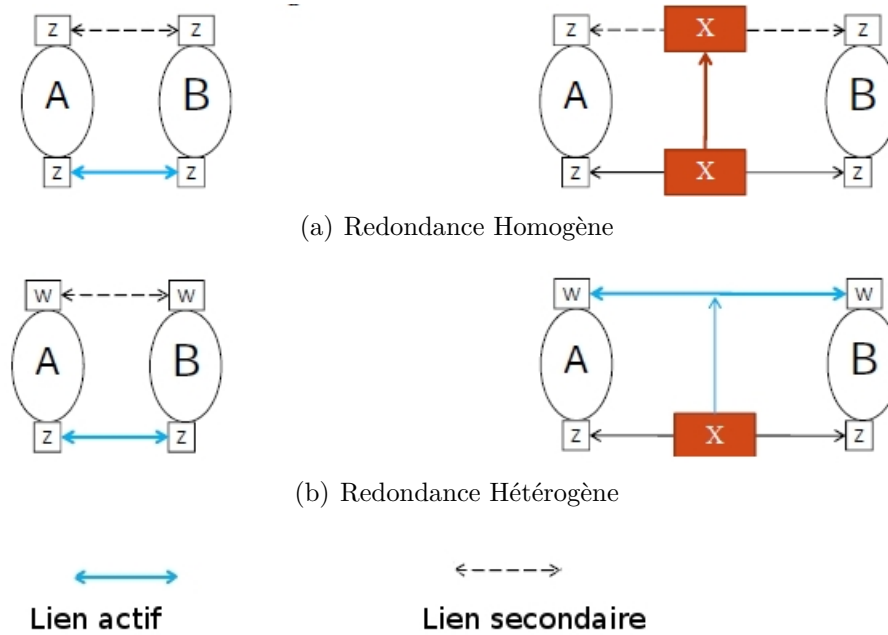 Z Z Z X Z
A B A B
Z Z Z X Z
(a) Redondance Homogène
W W W W
A B A B
Z Z Z X Z
(b) Redondance Hétérogène
Lien actif Lien secondaire